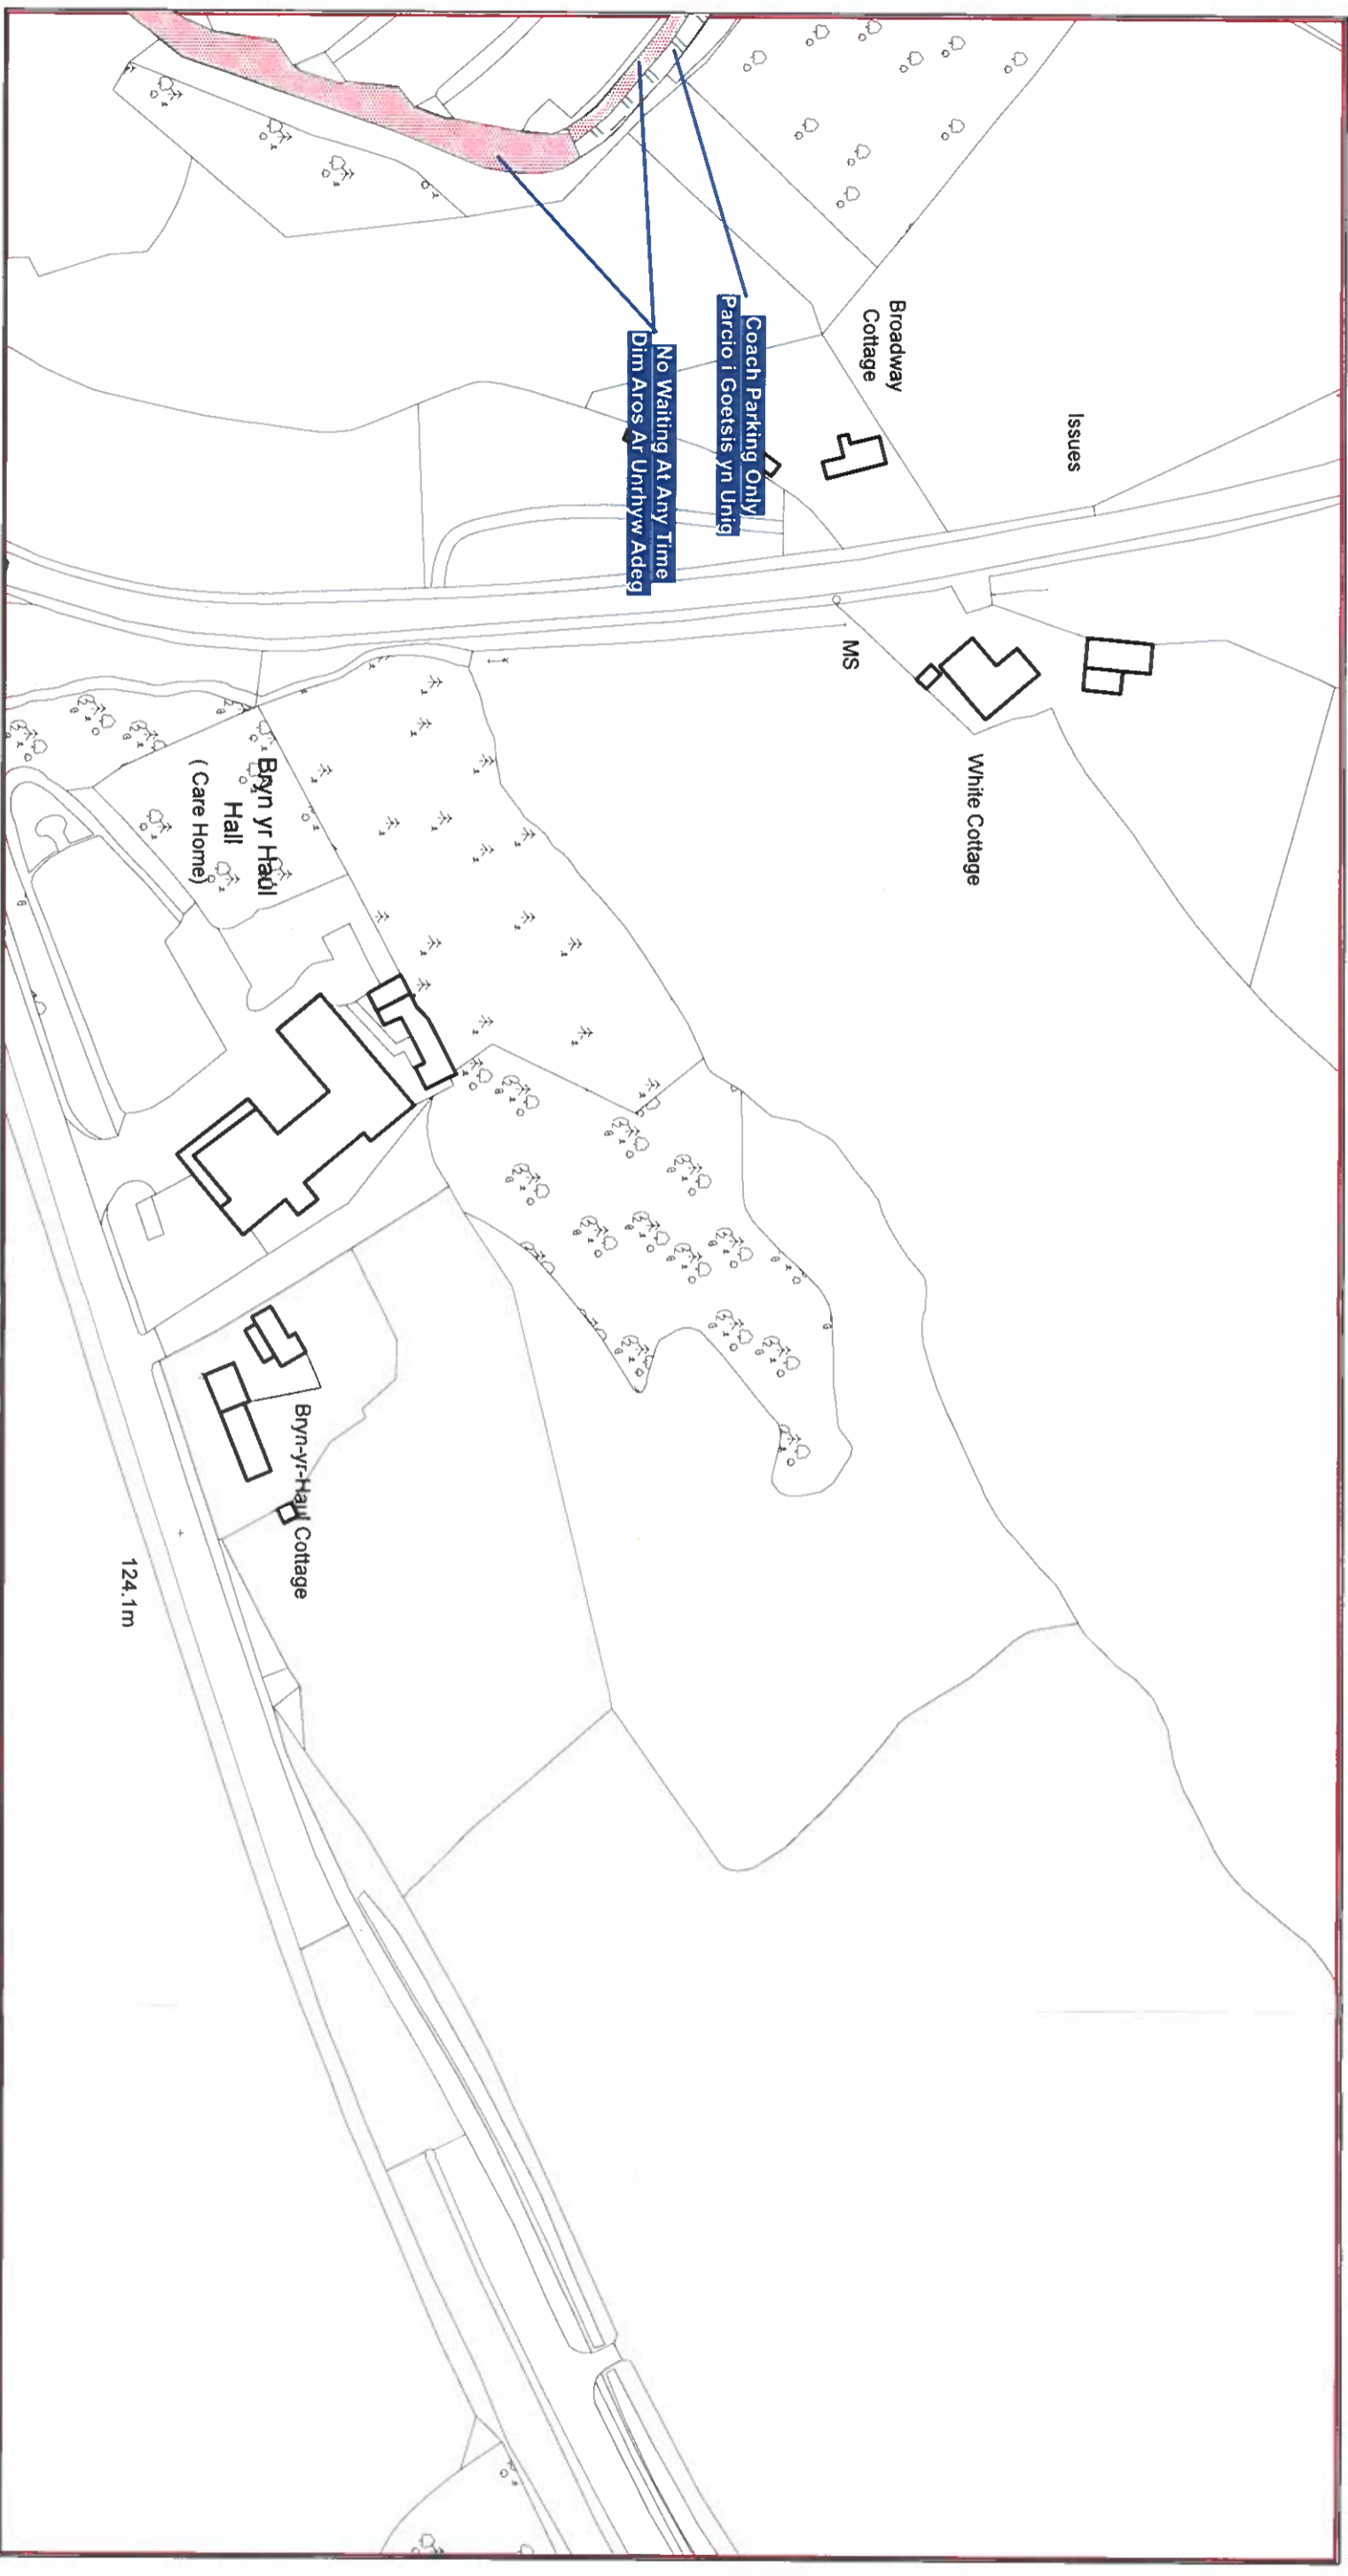 Issues
Broadway
Cottage
Coach Parking Only
Parcio i Goetsis yn Unig
No Waiting At Any Time
Dim Aros Ar Unrhyw Adeg
MS
White Cottage
Bryn yr Haul
Hall
( Care Home)
Bryn-yr-Haul Cottage
124.1m